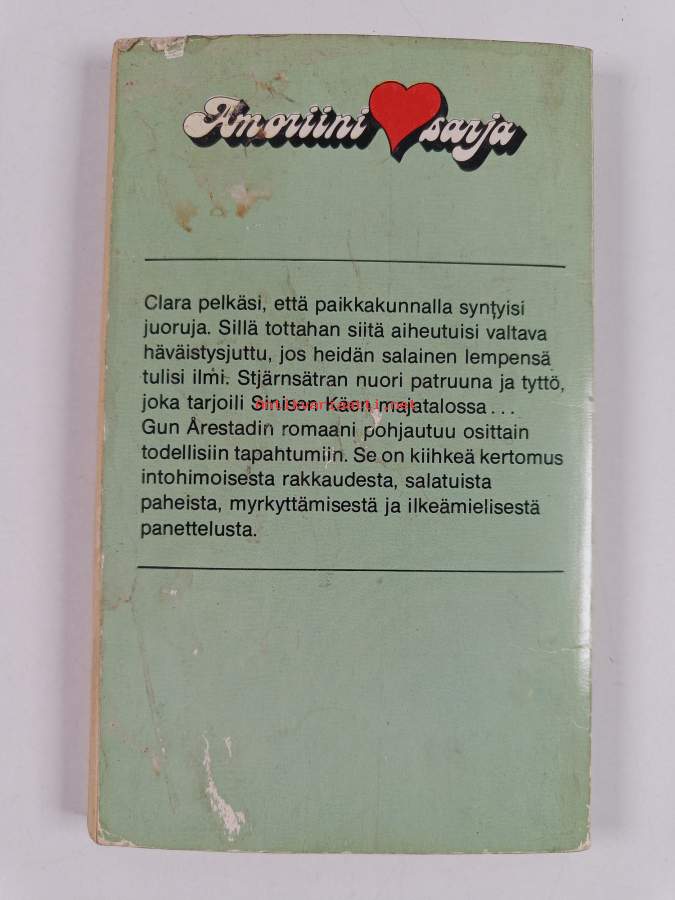 Amoriini sarja
Clara pelkäsi, että paikkakunnalla syntyisi
juoruja. Sillä tottahan siitä aiheutuisi valtava
häväistysjuttu, jos heidän salainen lempensä
tulisi ilmi. Stjärnsätran nuori patruuna ja tyttö,
joka tarjoili Sinisen Käen majatalossa...
antikvariaatti.net
Gun Årestadin romaani pohjautuu osittain
todellisiin tapahtumiin. Se on kiihkeä kertomus
intohimoisesta rakkaudesta, salatuista
paheista, myrkyttämisestä ja ilkeämielisestä
panettelusta.